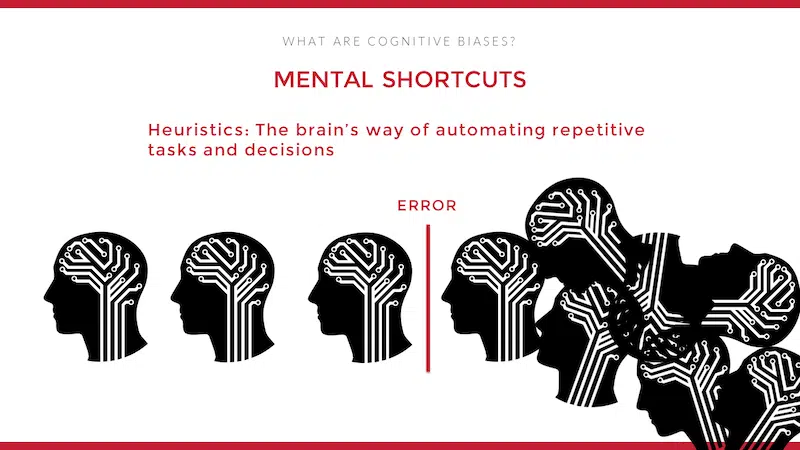 WHAT ARE COGNITIVE BIASES?
MENTAL SHORTCUTS
Heuristics: The brain’s way of automating repetitive
tasks and decisions
ERROR